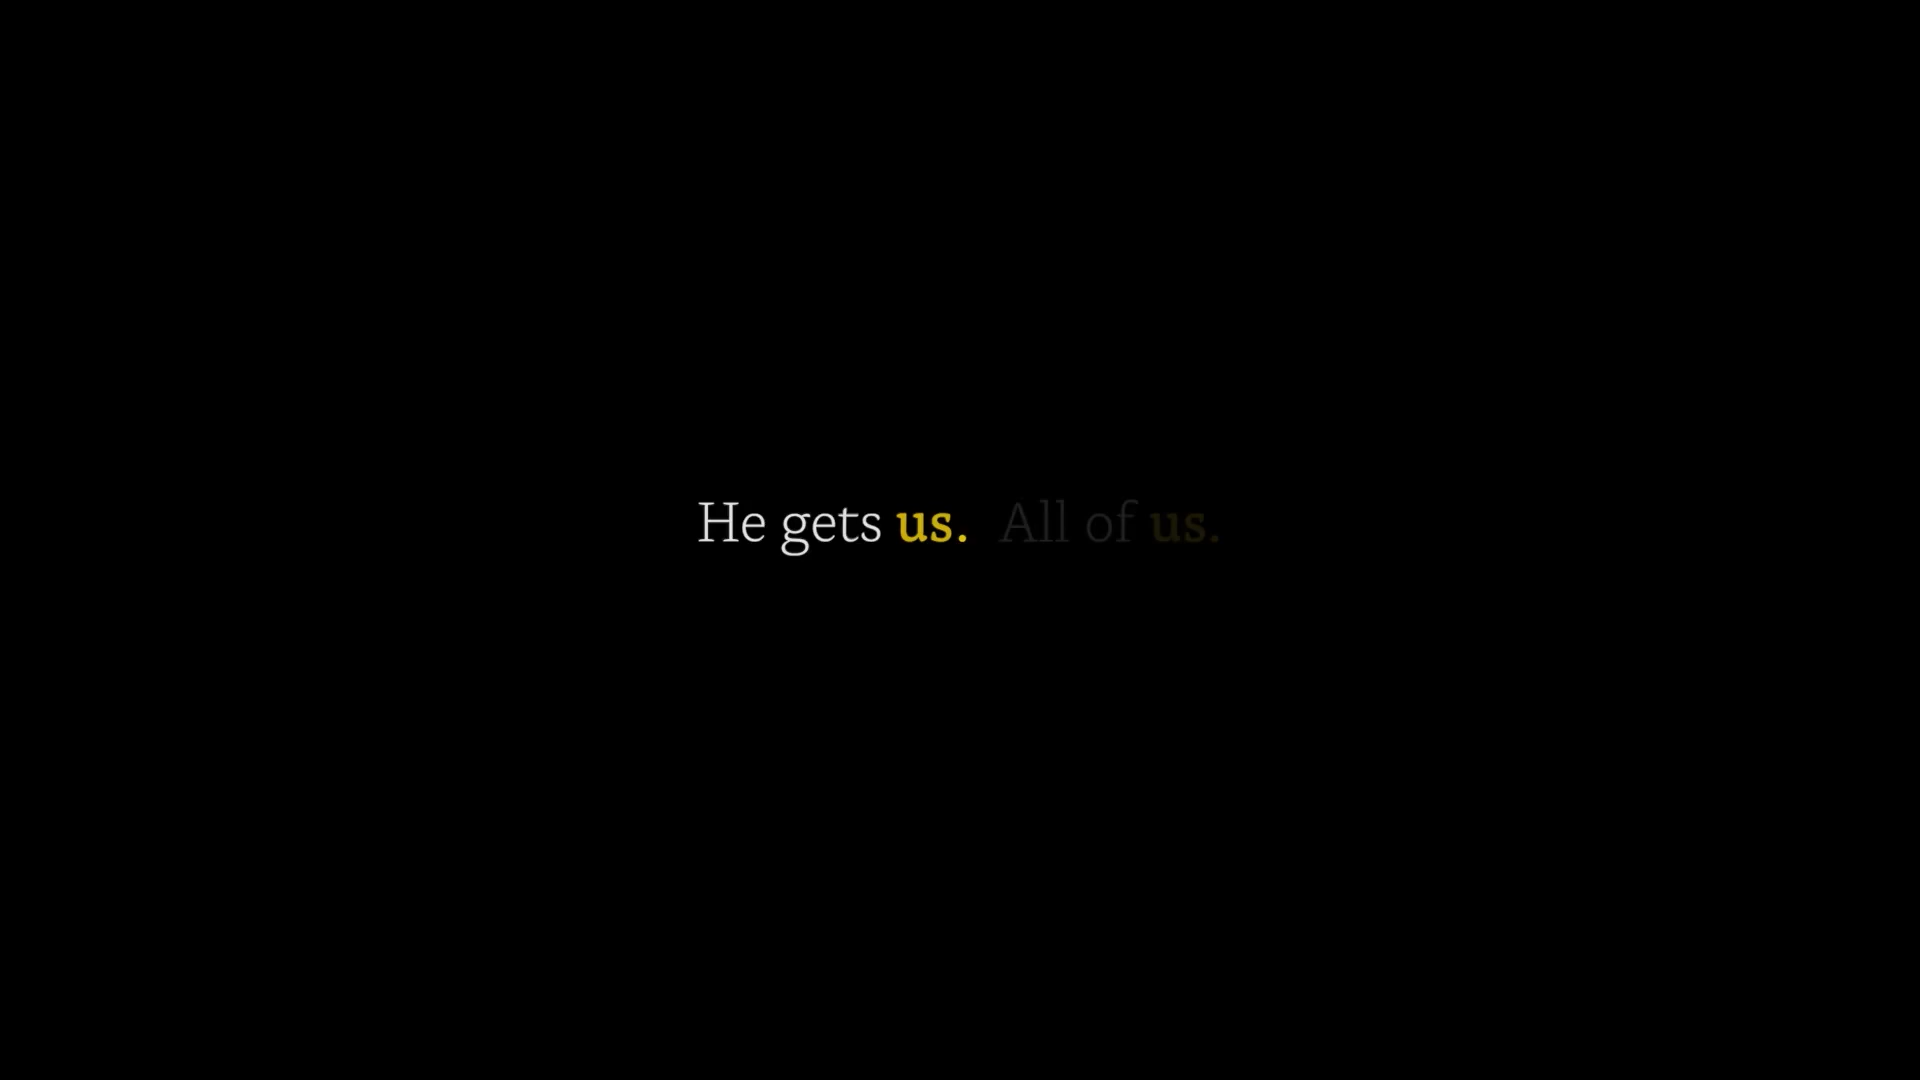 He gets us. All of us.